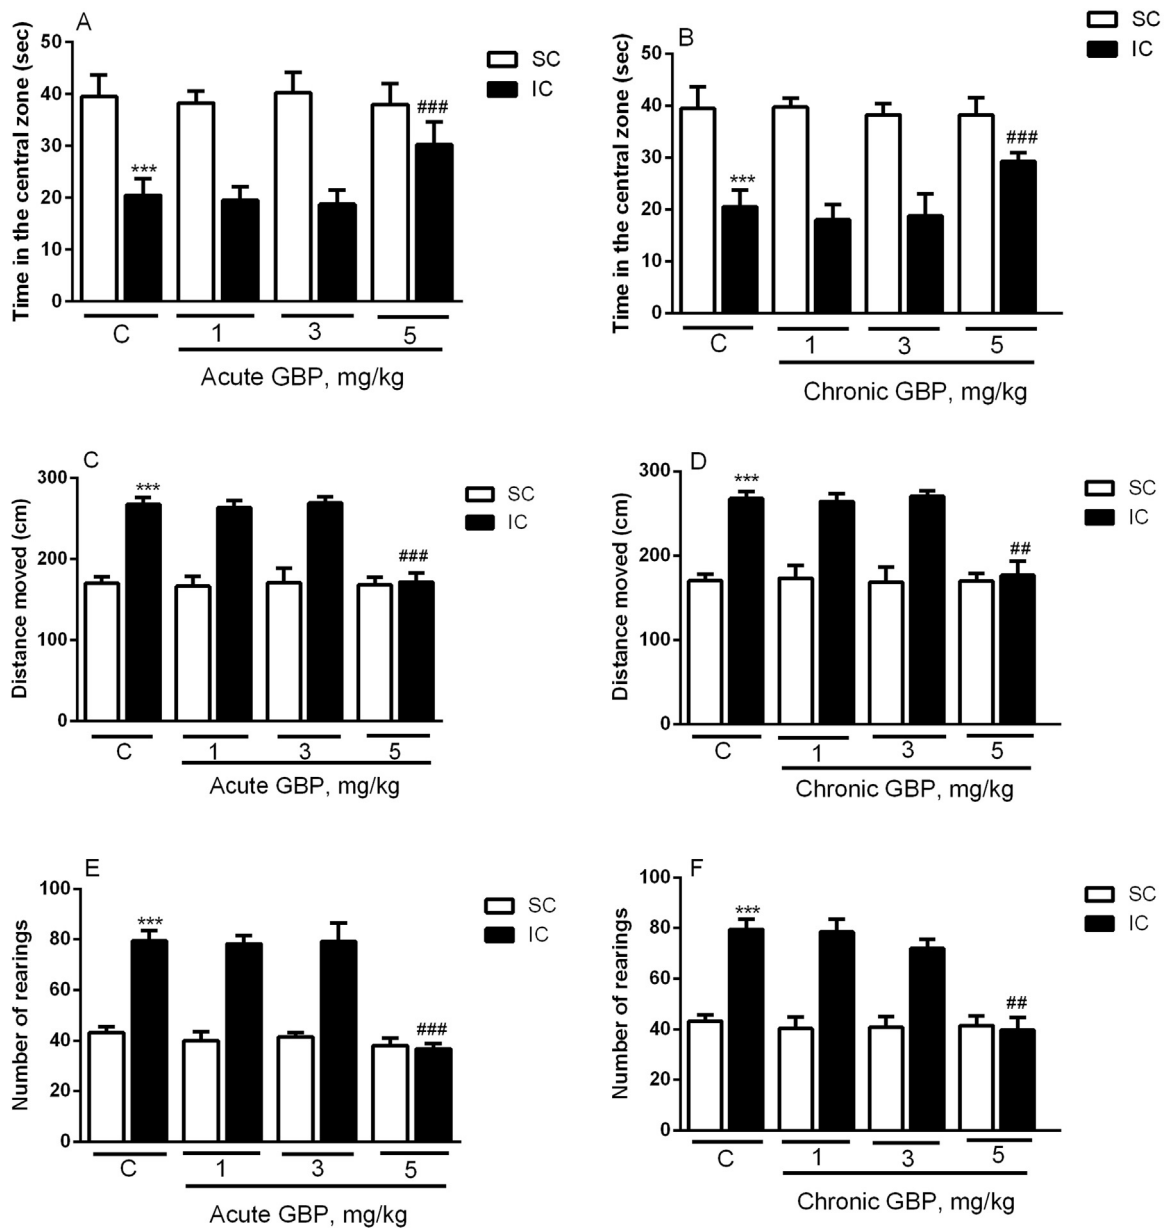 A
Time in the central zone (sec)
50
40
30
20
10
0
***
###
SC
IC
C
1
3
5
Acute GBP, mg/kg
B
Time in the central zone (sec)
50
40
30
20
10
0
***
###
SC
IC
C
1
3
5
Chronic GBP, mg/kg
C
Distance moved (cm)
300
200
100
0
***
###
SC
IC
C
1
3
5
Acute GBP, mg/kg
D
Distance moved (cm)
300
200
100
0
***
##
SC
IC
C
1
3
5
Chronic GBP, mg/kg
E
Number of rearings
100
80
60
40
20
0
***
###
SC
IC
C
1
3
5
Acute GBP, mg/kg
F
Number of rearings
100
80
60
40
20
0
***
##
SC
IC
C
1
3
5
Chronic GBP, mg/kg